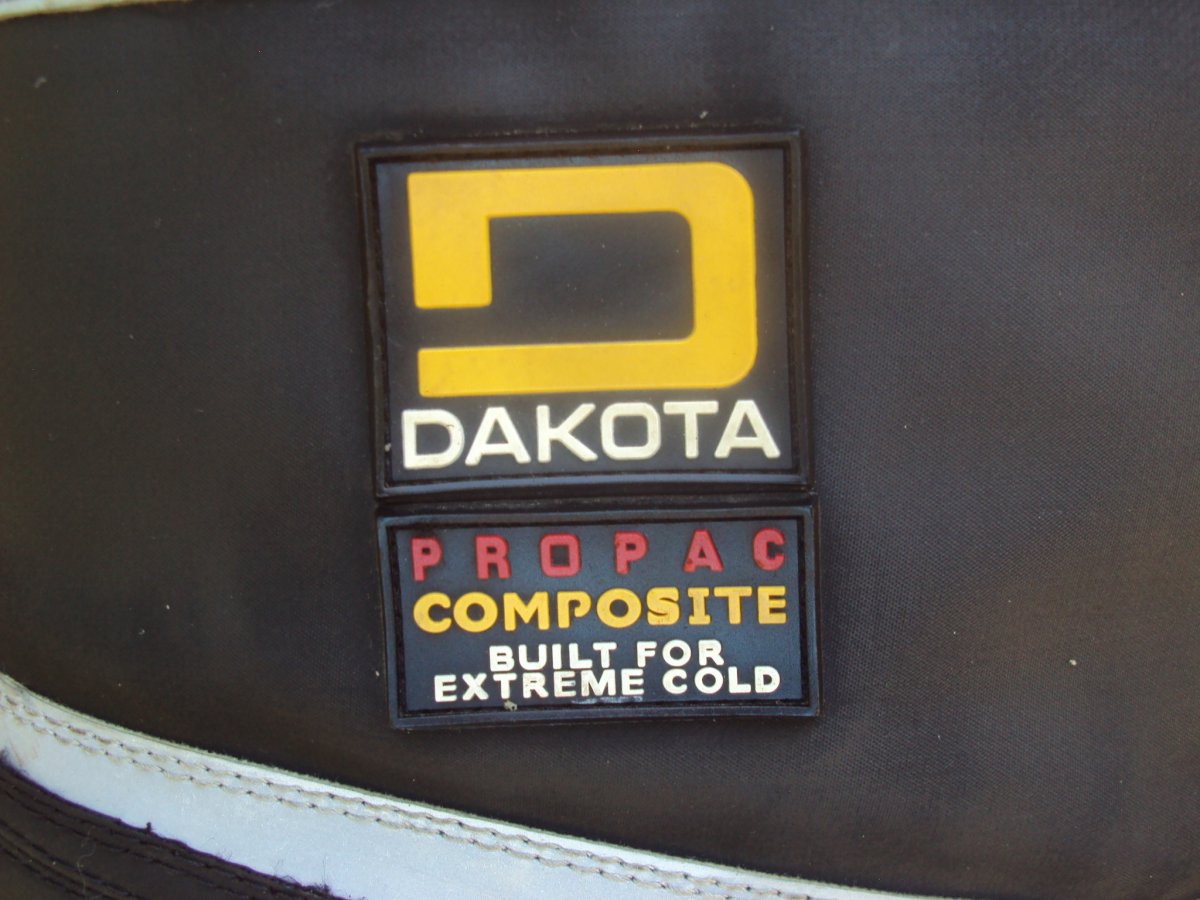 DAKOTA
PROPAC
COMPOSITE
BUILT FOR
EXTREME COLD